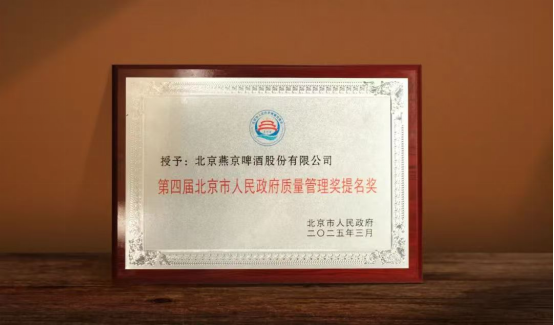 授予：北京燕京啤酒股份有限公司
第四届北京市人民政府质量管理奖提名奖
北京市人民政府
二〇二五年三月